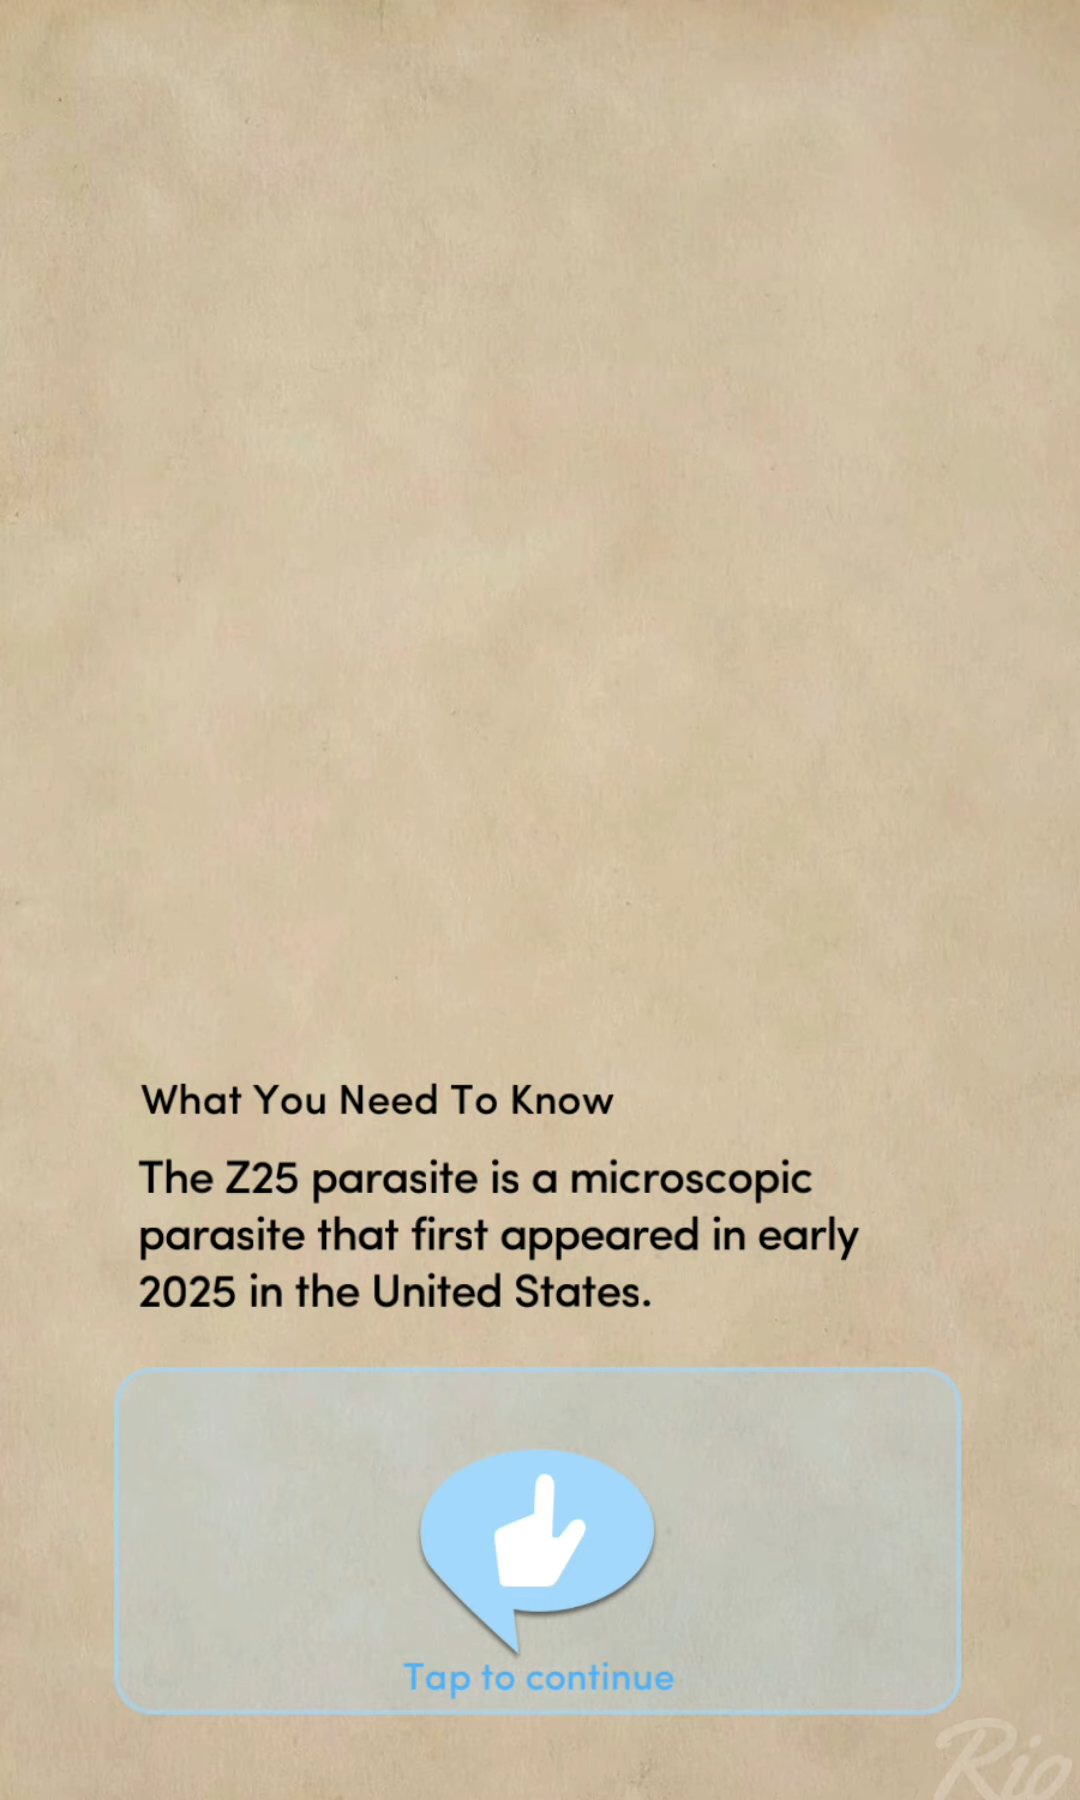 What You Need To Know
The Z25 parasite is a microscopic
parasite that first appeared in early
2025 in the United States.
Tap to continue
Rio